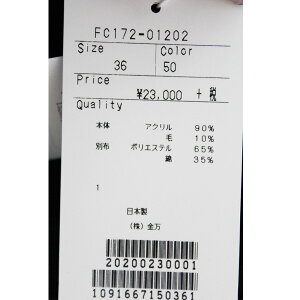 FC172-01202
Size Color
36 50
Price
¥23,000 + 税
Quality
本体 アクリル 90%
毛 10%
別布 ポリエステル 65%
綿 35%
1
日本製
(株)金万
20200230001
1091667150361